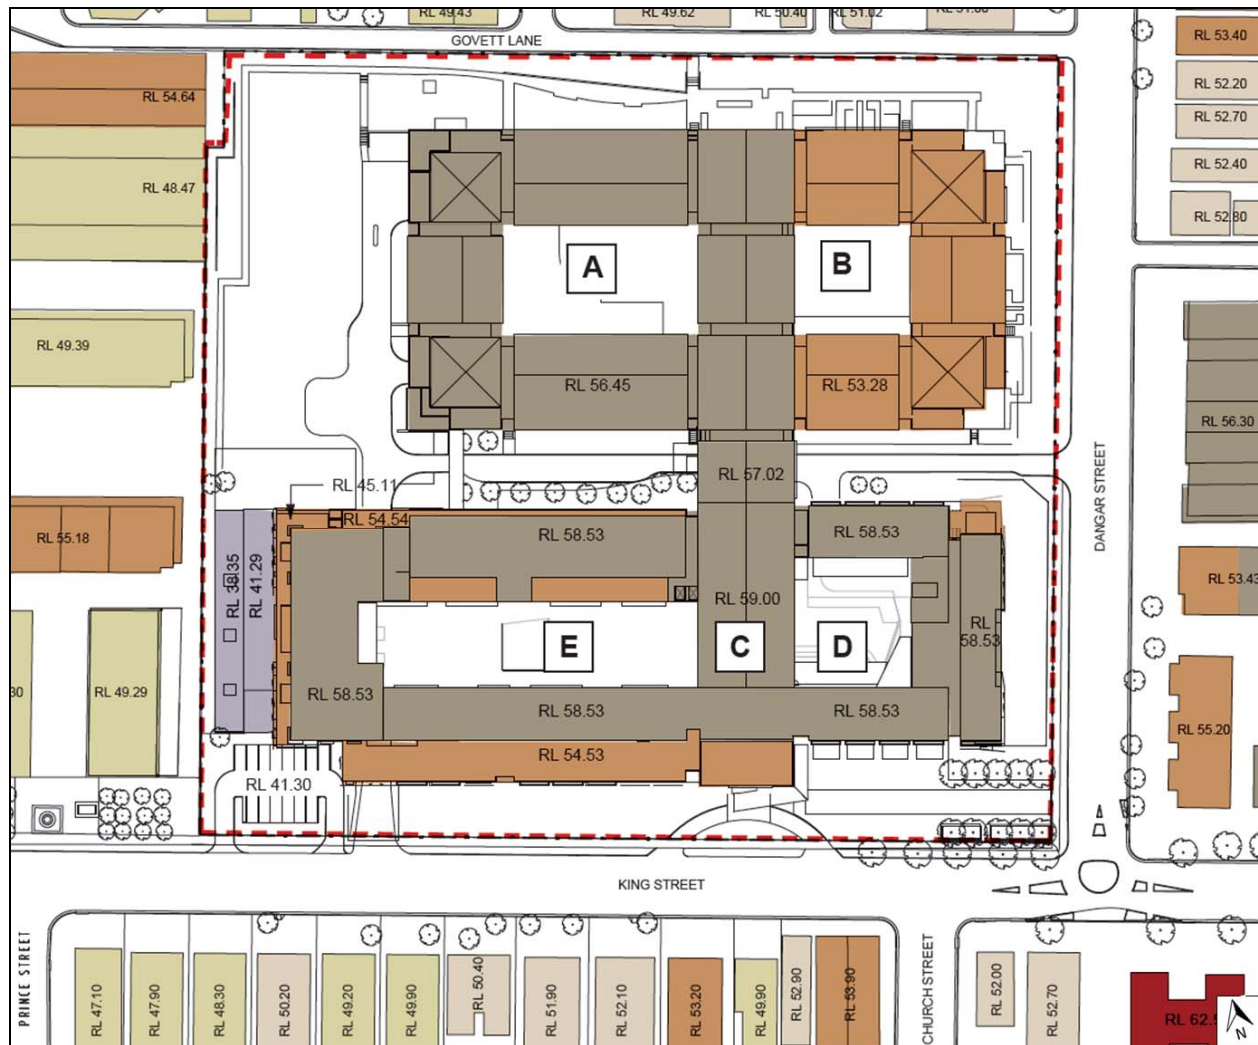 RL 49.43
RL 49.62
RL 50.40
RL 51.02
GOVETT LANE
RL 53.40
RL 52.20
RL 52.70
RL 52.40
RL 52.80
RL 54.64
RL 48.47
A
B
RL 49.39
RL 56.45
RL 53.28
RL 56.30
RL 57.02
RL 45.11
RL 54.54
RL 58.53
RL 58.53
RL 55.18
DANGAR STREET
RL 53.43
RL 38.35
RL 41.29
RL 59.00
RL
58.53
E
C
D
30
RL 49.29
RL 58.53
RL 58.53
RL 58.53
RL 55.20
RL 54.53
RL 41.30
KING STREET
PRINCE STREET
RL 47.10
RL 47.90
RL 48.30
RL 50.20
RL 49.20
RL 49.90
RL 50.40
RL 51.90
RL 52.10
RL 53.20
RL 49.90
RL 52.90
RL 53.90
CHURCH STREET
RL 52.00
RL 52.70
RL 62.
N